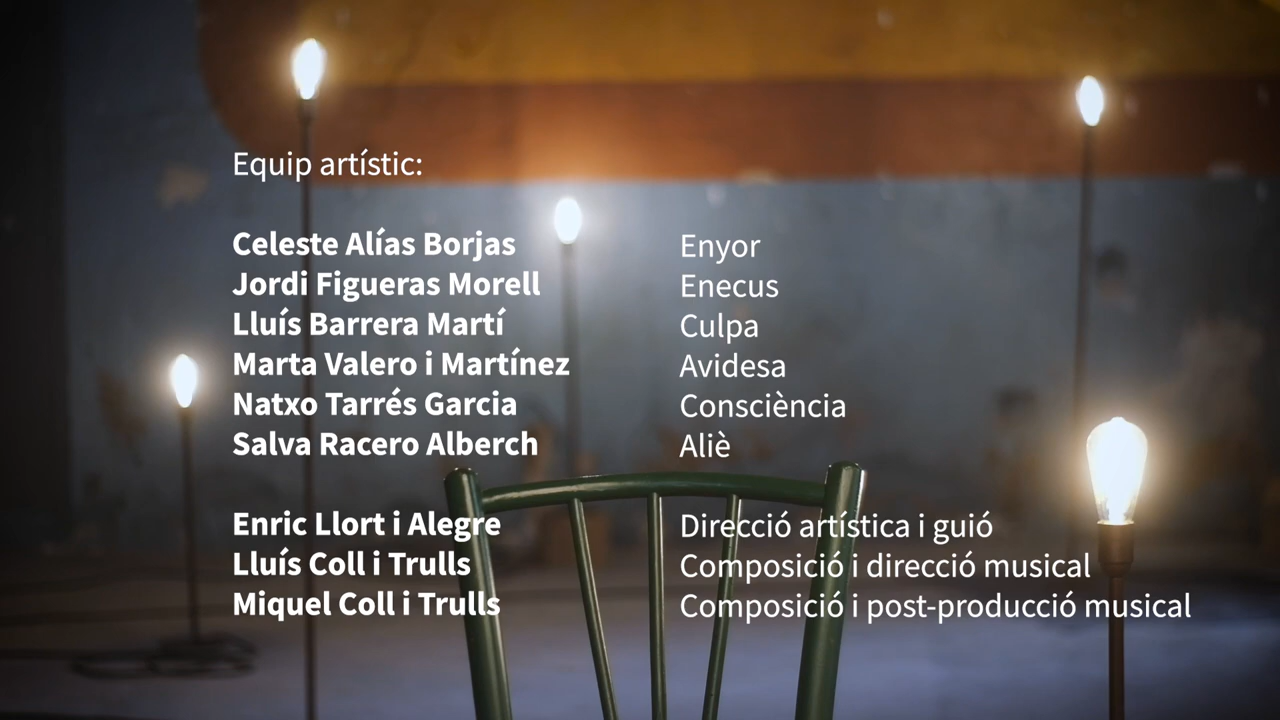 Equip artístic:
Celeste Alías Borjas Enyor
Jordi Figueras Morell Enecus
Lluís Barrera Martí Culpa
Marta Valero i Martínez Avidesa
Natxo Tarrés Garcia Consciència
Salva Racero Alberch Aliè
Enric Llort i Alegre Direcció artística i guió
Lluís Coll i Trulls Composició i direcció musical
Miquel Coll i Trulls Composició i post-producció musical